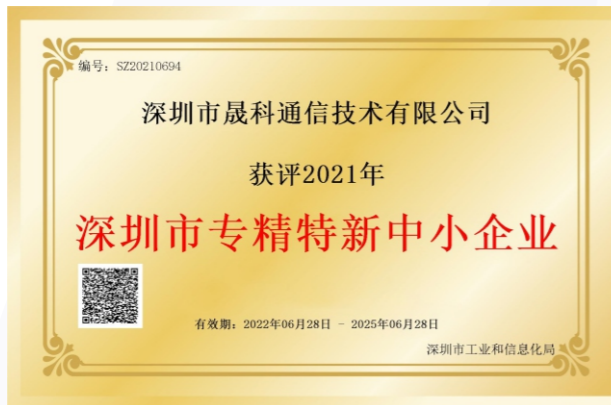 编号：SZ20210694
深圳市晟科通信技术有限公司
获评2021年
深圳市专精特新中小企业
有效期：2022年06月28日 - 2025年06月28日
深圳市工业和信息化局